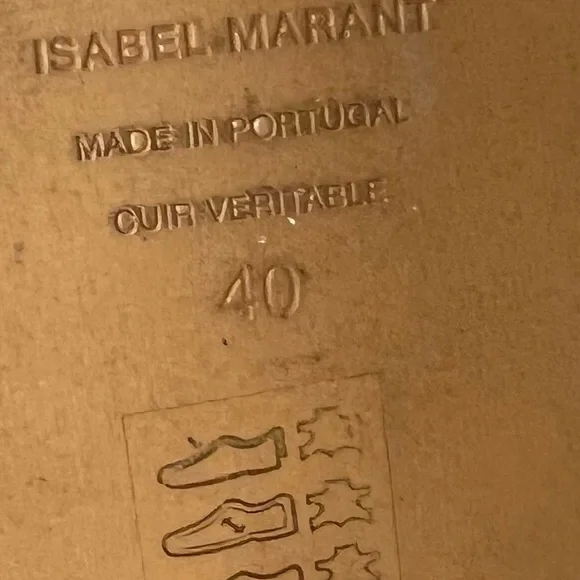 ISABEL MARANT
MADE IN PORTUGAL
CUIR VERITABLE
40